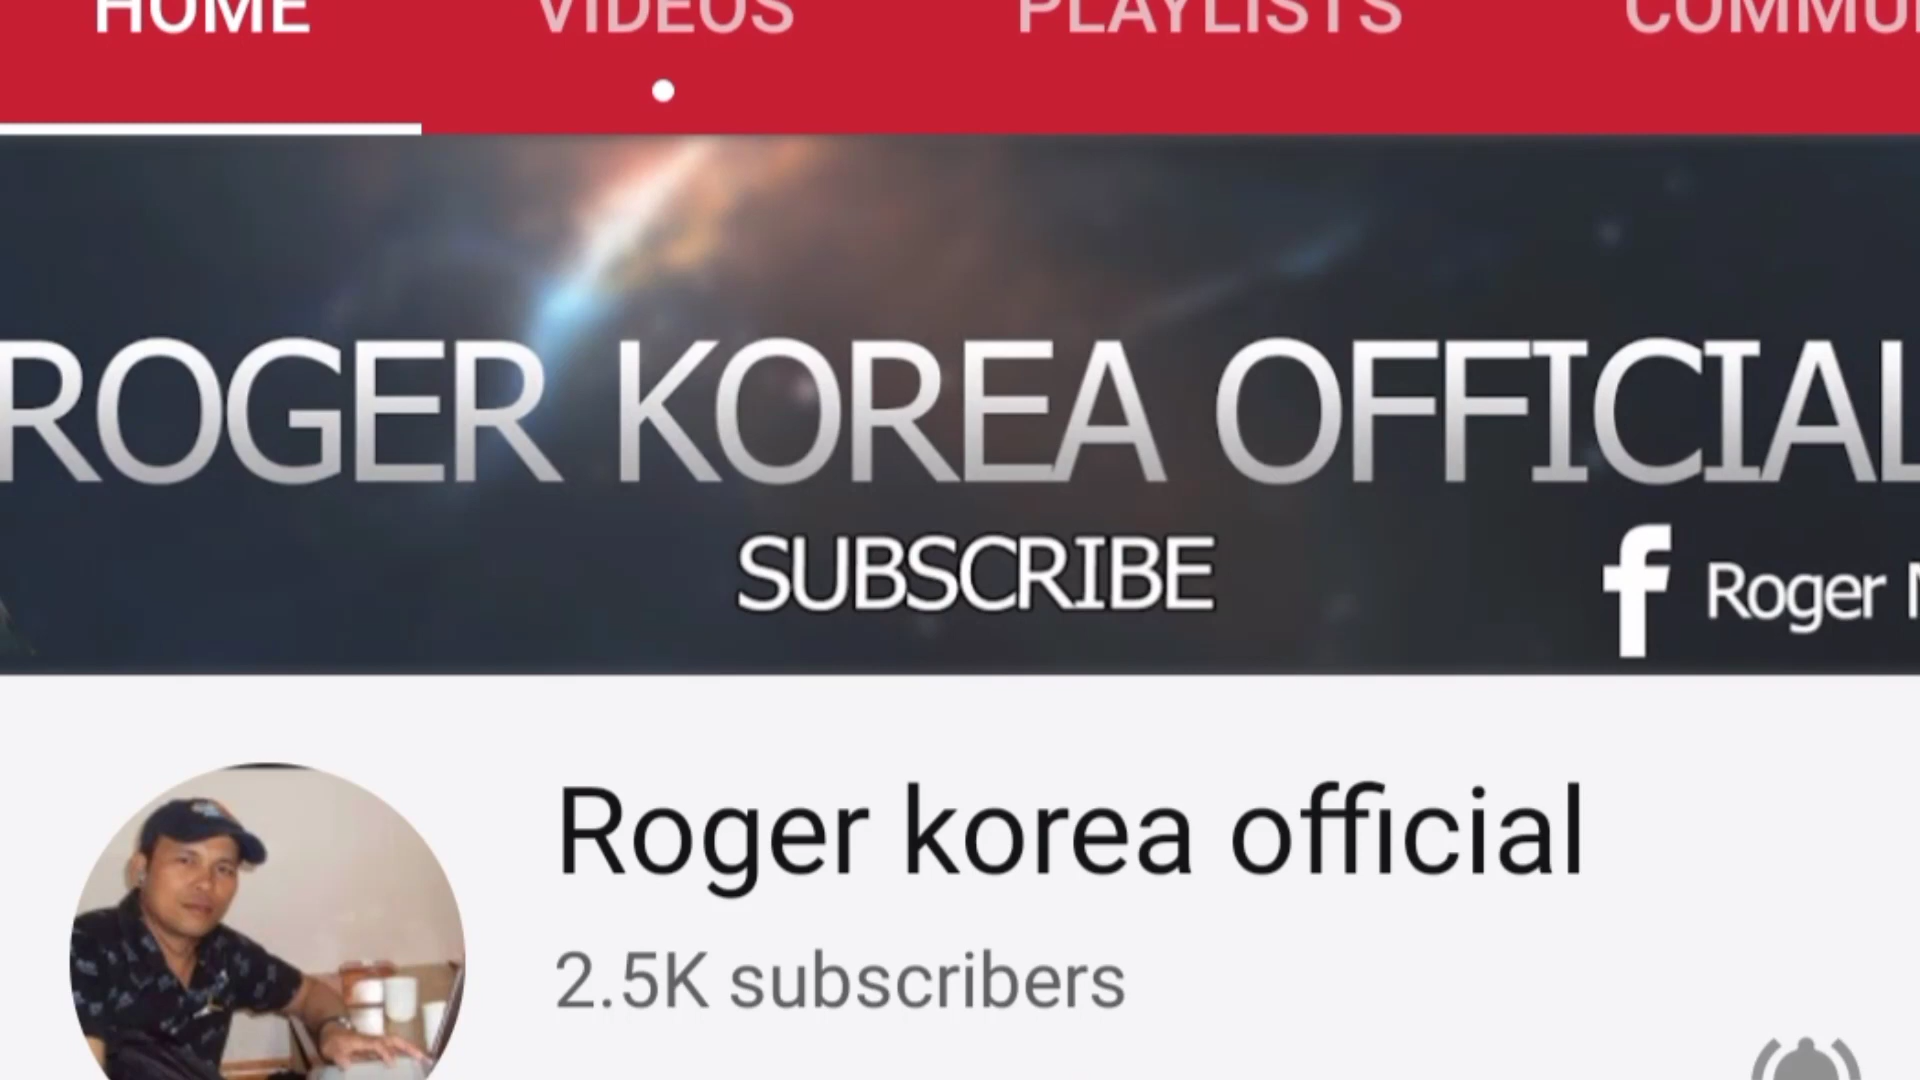 HOME VIDEOS PLAYLISTS
ROGER KOREA OFFICIAL
SUBSCRIBE
f Roger
Roger korea official
2.5K subscribers